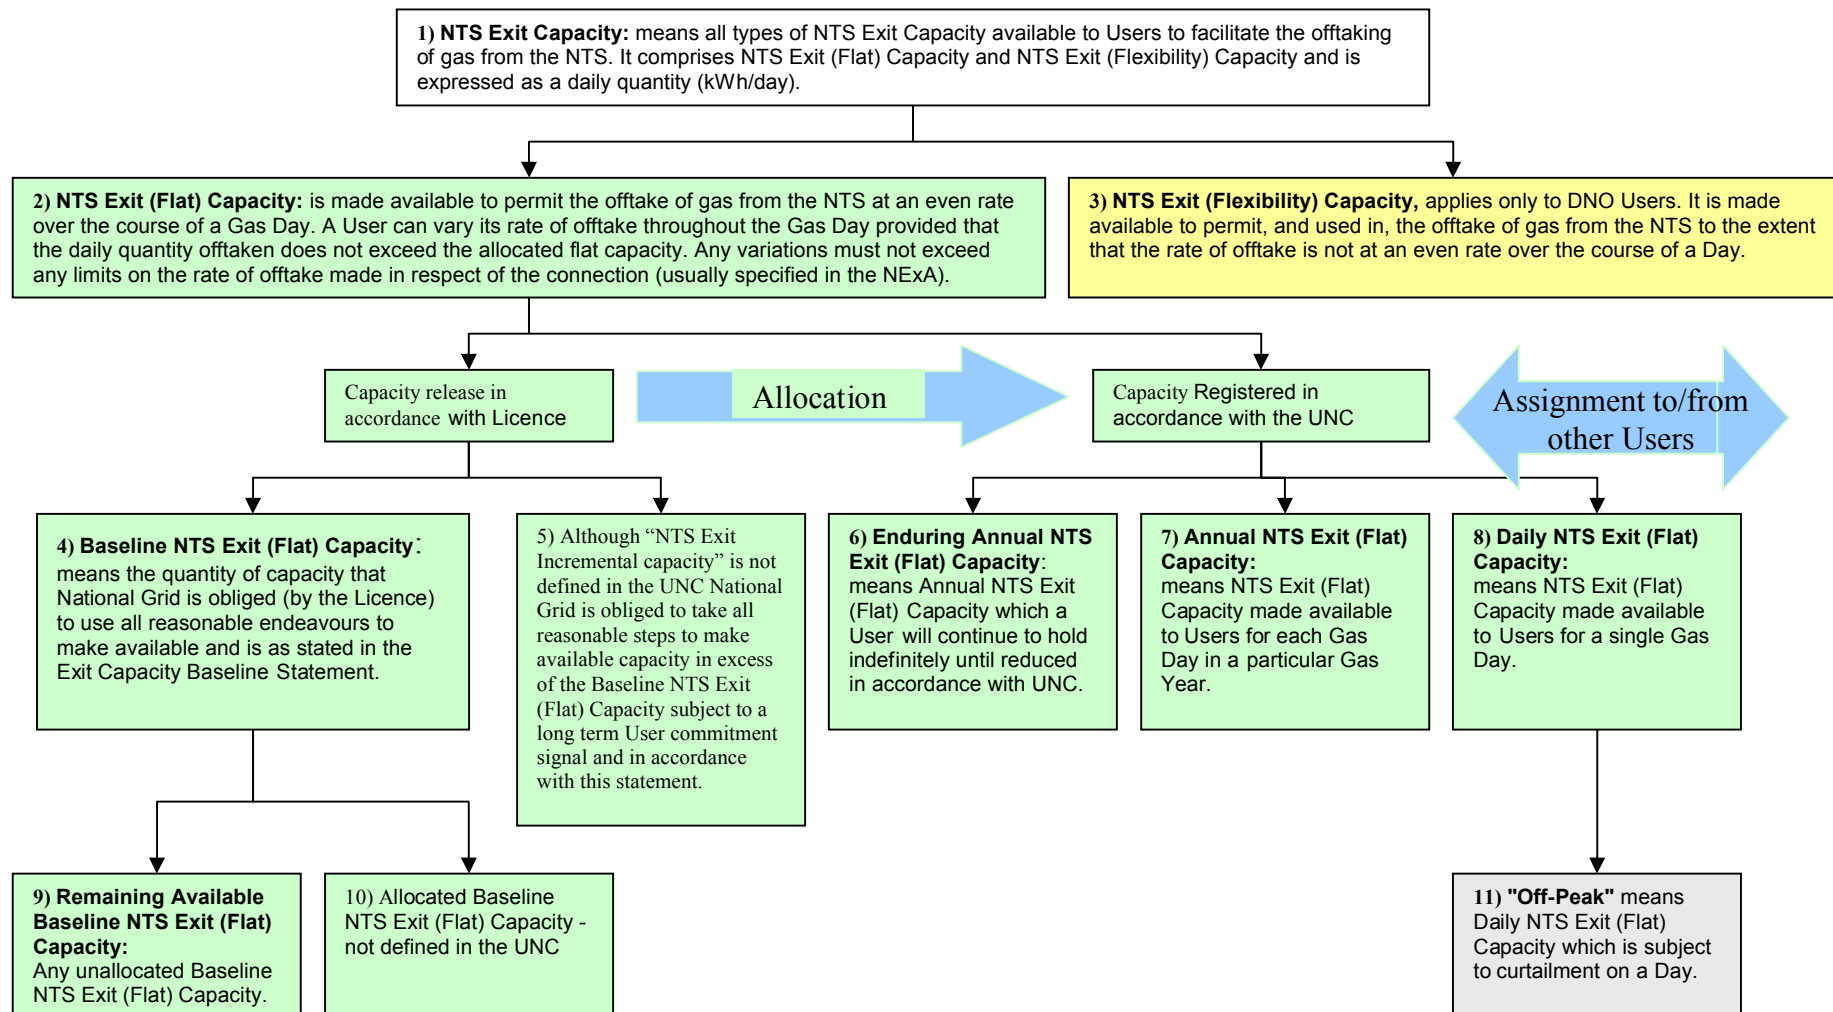 1) NTS Exit Capacity: means all types of NTS Exit Capacity available to Users to facilitate the offtaking
of gas from the NTS. It comprises NTS Exit (Flat) Capacity and NTS Exit (Flexibility) Capacity and is
expressed as a daily quantity (kWh/day).
2) NTS Exit (Flat) Capacity: is made available to permit the offtake of gas from the NTS at an even rate
over the course of a Gas Day. A User can vary its rate of offtake throughout the Gas Day provided that
the daily quantity offtaken does not exceed the allocated flat capacity. Any variations must not exceed
any limits on the rate of offtake made in respect of the connection (usually specified in the NExA).
3) NTS Exit (Flexibility) Capacity, applies only to DNO Users. It is made
available to permit, and used in, the offtake of gas from the NTS to the extent
that the rate of offtake is not at an even rate over the course of a Day.
Capacity release in
accordance with Licence
Allocation
Capacity Registered in
accordance with the UNC
Assignment to/from
other Users
4) Baseline NTS Exit (Flat) Capacity:
means the quantity of capacity that
National Grid is obliged (by the Licence)
to use all reasonable endeavours to
make available and is as stated in the
Exit Capacity Baseline Statement.
5) Although “NTS Exit
Incremental capacity” is not
defined in the UNC National
Grid is obliged to take all
reasonable steps to make
available capacity in excess
of the Baseline NTS Exit
(Flat) Capacity subject to a
long term User commitment
signal and in accordance
with this statement.
6) Enduring Annual NTS
Exit (Flat) Capacity:
means Annual NTS Exit
(Flat) Capacity which a
User will continue to hold
indefinitely until reduced
in accordance with UNC.
7) Annual NTS Exit (Flat)
Capacity:
means NTS Exit (Flat)
Capacity made available
to Users for each Gas
Day in a particular Gas
Year.
8) Daily NTS Exit (Flat)
Capacity:
means NTS Exit (Flat)
Capacity made available
to Users for a single Gas
Day.
9) Remaining Available
Baseline NTS Exit (Flat)
Capacity:
Any unallocated Baseline
NTS Exit (Flat) Capacity.
10) Allocated Baseline
NTS Exit (Flat) Capacity -
not defined in the UNC
11) "Off-Peak" means
Daily NTS Exit (Flat)
Capacity which is subject
to curtailment on a Day.